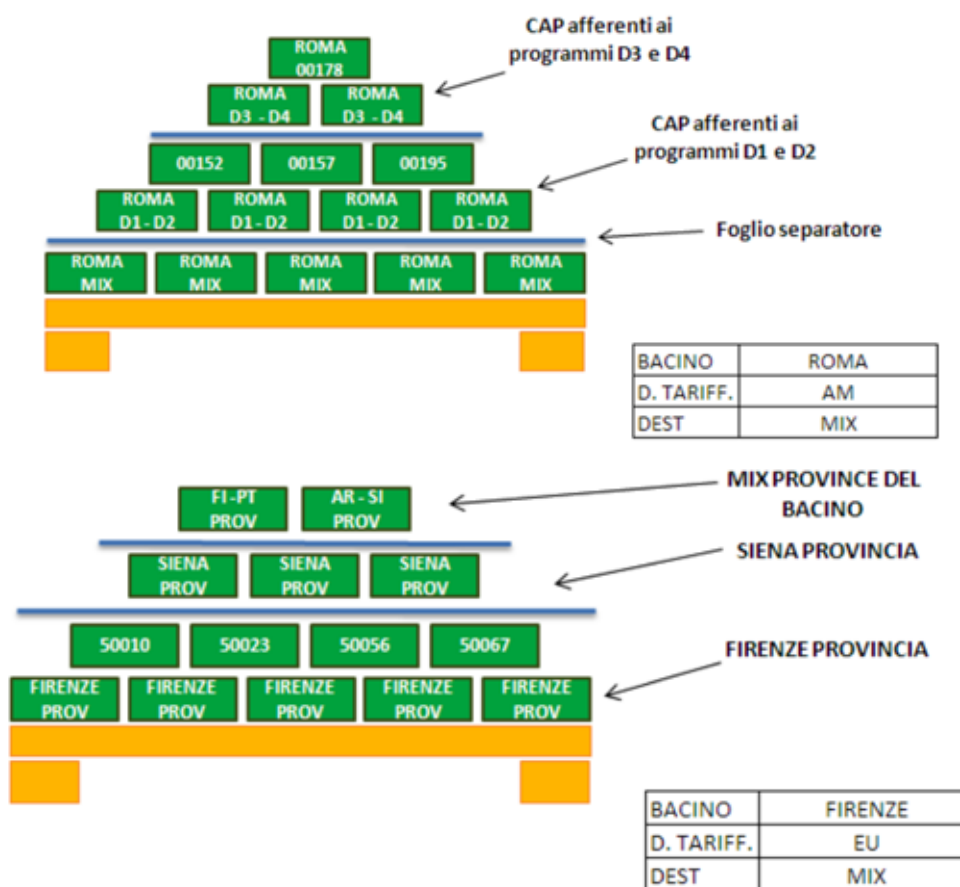 CAP afferenti ai
programmi D3 e D4
ROMA
00178
ROMA
D3 - D4
ROMA
D3 - D4
CAP afferenti ai
programmi D1 e D2
00152
00157
00195
ROMA
D1 - D2
ROMA
D1 - D2
ROMA
D1 - D2
ROMA
D1 - D2
Foglio separatore
ROMA
MIX
ROMA
MIX
ROMA
MIX
ROMA
MIX
ROMA
MIX
BACINO ROMA
D. TARIFF. AM
DEST MIX
FI -PT
PROV
AR - SI
PROV
MIX PROVINCE DEL
BACINO
SIENA
PROV
SIENA
PROV
SIENA
PROV
SIENA PROVINCIA
50010
50023
50056
50067
FIRENZE PROVINCIA
FIRENZE
PROV
FIRENZE
PROV
FIRENZE
PROV
FIRENZE
PROV
FIRENZE
PROV
BACINO FIRENZE
D. TARIFF. EU
DEST MIX